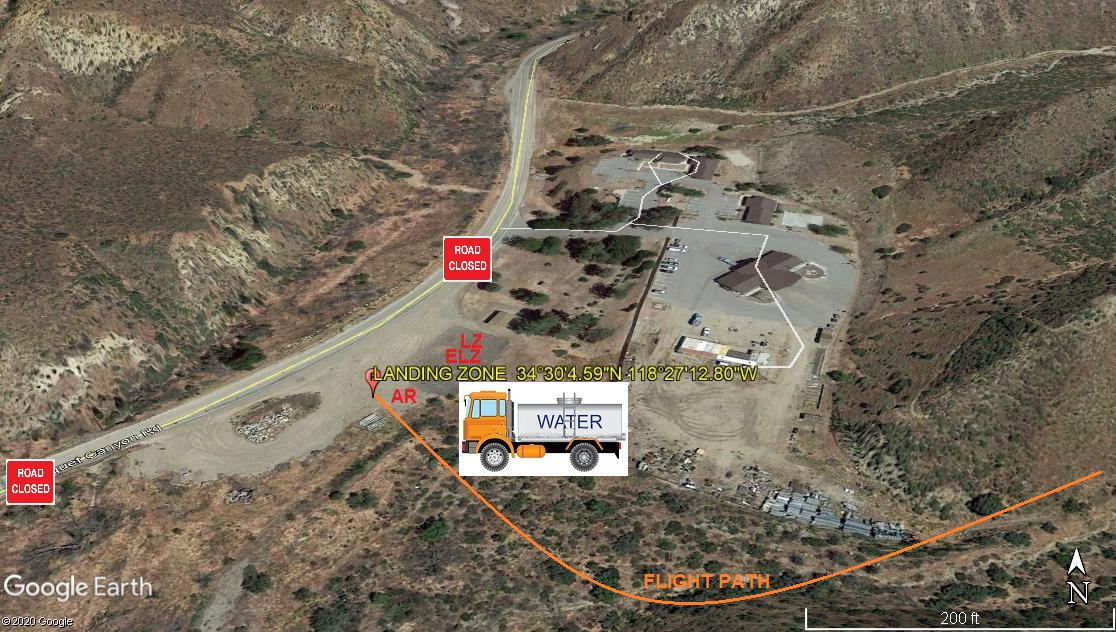 ROAD
CLOSED
LZ
ELZ
LANDING ZONE 34°30'4.59"N 118°27'12.80"W
AR
WATER
Canyon Rd
ROAD
CLOSED
FLIGHT PATH
Google Earth
N
©2020 Google
200 ft